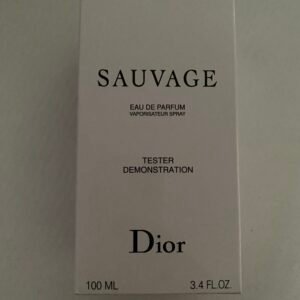 SAUVAGE
EAU DE PARFUM
VAPORISATEUR SPRAY
TESTER
DEMONSTRATION
Dior
100 ML 3.4 FL.OZ.